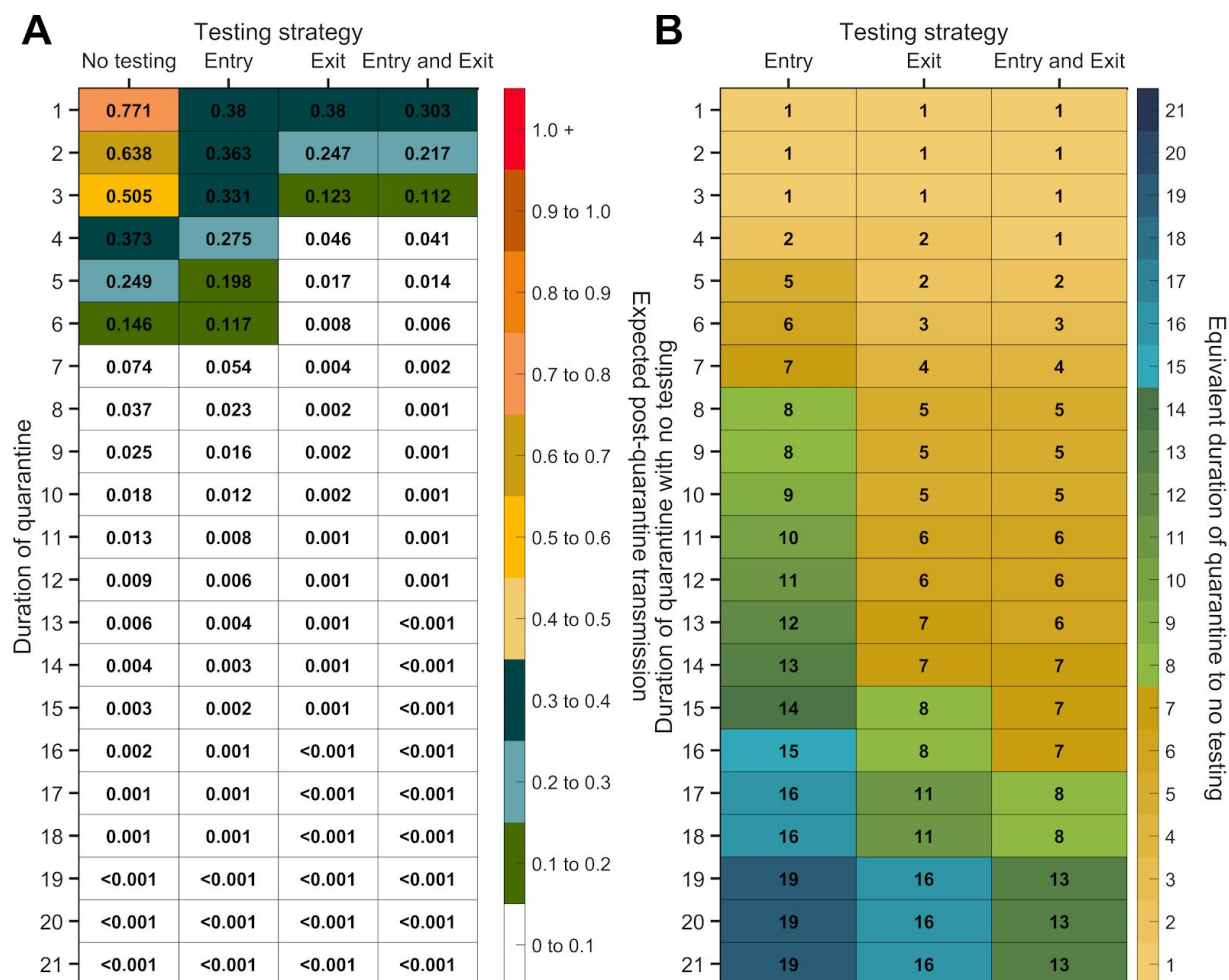 A
Testing strategy
No testing Entry Exit Entry and Exit
Duration of quarantine
1 0.771 0.38 0.38 0.303
2 0.638 0.363 0.247 0.217
3 0.505 0.331 0.123 0.112
4 0.373 0.275 0.046 0.041
5 0.249 0.198 0.017 0.014
6 0.146 0.117 0.008 0.006
7 0.074 0.054 0.004 0.002
8 0.037 0.023 0.002 0.001
9 0.025 0.016 0.002 0.001
10 0.018 0.012 0.002 0.001
11 0.013 0.008 0.001 0.001
12 0.009 0.006 0.001 0.001
13 0.006 0.004 0.001 <0.001
14 0.004 0.003 0.001 <0.001
15 0.003 0.002 0.001 <0.001
16 0.002 0.001 <0.001 <0.001
17 0.001 0.001 <0.001 <0.001
18 0.001 0.001 <0.001 <0.001
19 <0.001 <0.001 <0.001 <0.001
20 <0.001 <0.001 <0.001 <0.001
21 <0.001 <0.001 <0.001 <0.001
1.0 +
0.9 to 1.0
0.8 to 0.9
0.7 to 0.8
0.6 to 0.7
0.5 to 0.6
0.4 to 0.5
0.3 to 0.4
0.2 to 0.3
0.1 to 0.2
0 to 0.1
Expected post-quarantine transmission
B
Testing strategy
Entry Exit Entry and Exit
Duration of quarantine with no testing
1 1 1 1
2 1 1 1
3 1 1 1
4 2 2 1
5 5 2 2
6 6 3 3
7 7 4 4
8 8 5 5
9 8 5 5
10 9 5 5
11 10 6 6
12 11 6 6
13 12 7 6
14 13 7 7
15 14 8 7
16 15 8 7
17 16 11 8
18 16 11 8
19 19 16 13
20 19 16 13
21 19 16 13
21
20
19
18
17
16
15
14
13
12
11
10
9
8
7
6
5
4
3
2
1
Equivalent duration of quarantine to no testing